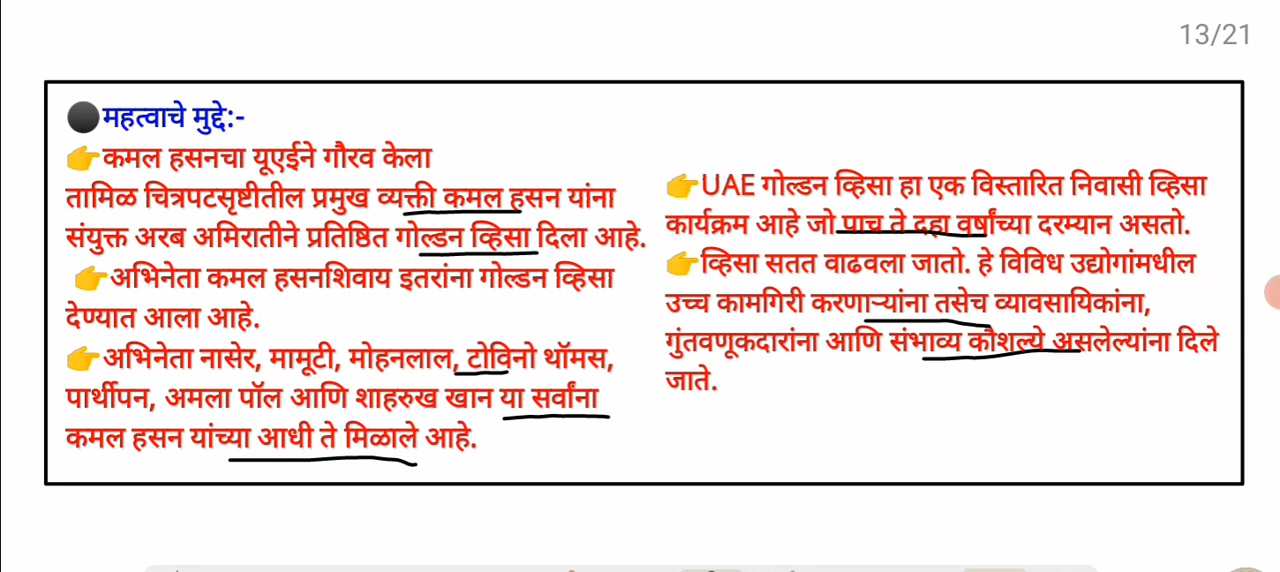 13/21
⚫महत्वाचे मुद्दे:-
👉कमल हसनचा यूएईने गौरव केला
तामिळ चित्रपटसृष्टीतील प्रमुख व्यक्ती कमल हसन यांना
संयुक्त अरब अमिरातीने प्रतिष्ठित गोल्डन व्हिसा दिला आहे.
👉अभिनेता कमल हसनशिवाय इतरांना गोल्डन व्हिसा
देण्यात आला आहे.
👉अभिनेता नासेर, मामूटी, मोहनलाल, टोविनो थॉमस,
पार्थीपन, अमला पॉल आणि शाहरुख खान या सर्वांना
कमल हसन यांच्या आधी ते मिळाले आहे.
👉UAE गोल्डन व्हिसा हा एक विस्तारित निवासी व्हिसा
कार्यक्रम आहे जो पाच ते दहा वर्षांच्या दरम्यान असतो.
👉व्हिसा सतत वाढवला जातो. हे विविध उद्योगांमधील
उच्च कामगिरी करणाऱ्यांना तसेच व्यावसायिकांना,
गुंतवणूकदारांना आणि संभाव्य कौशल्ये असलेल्यांना दिले
जाते.